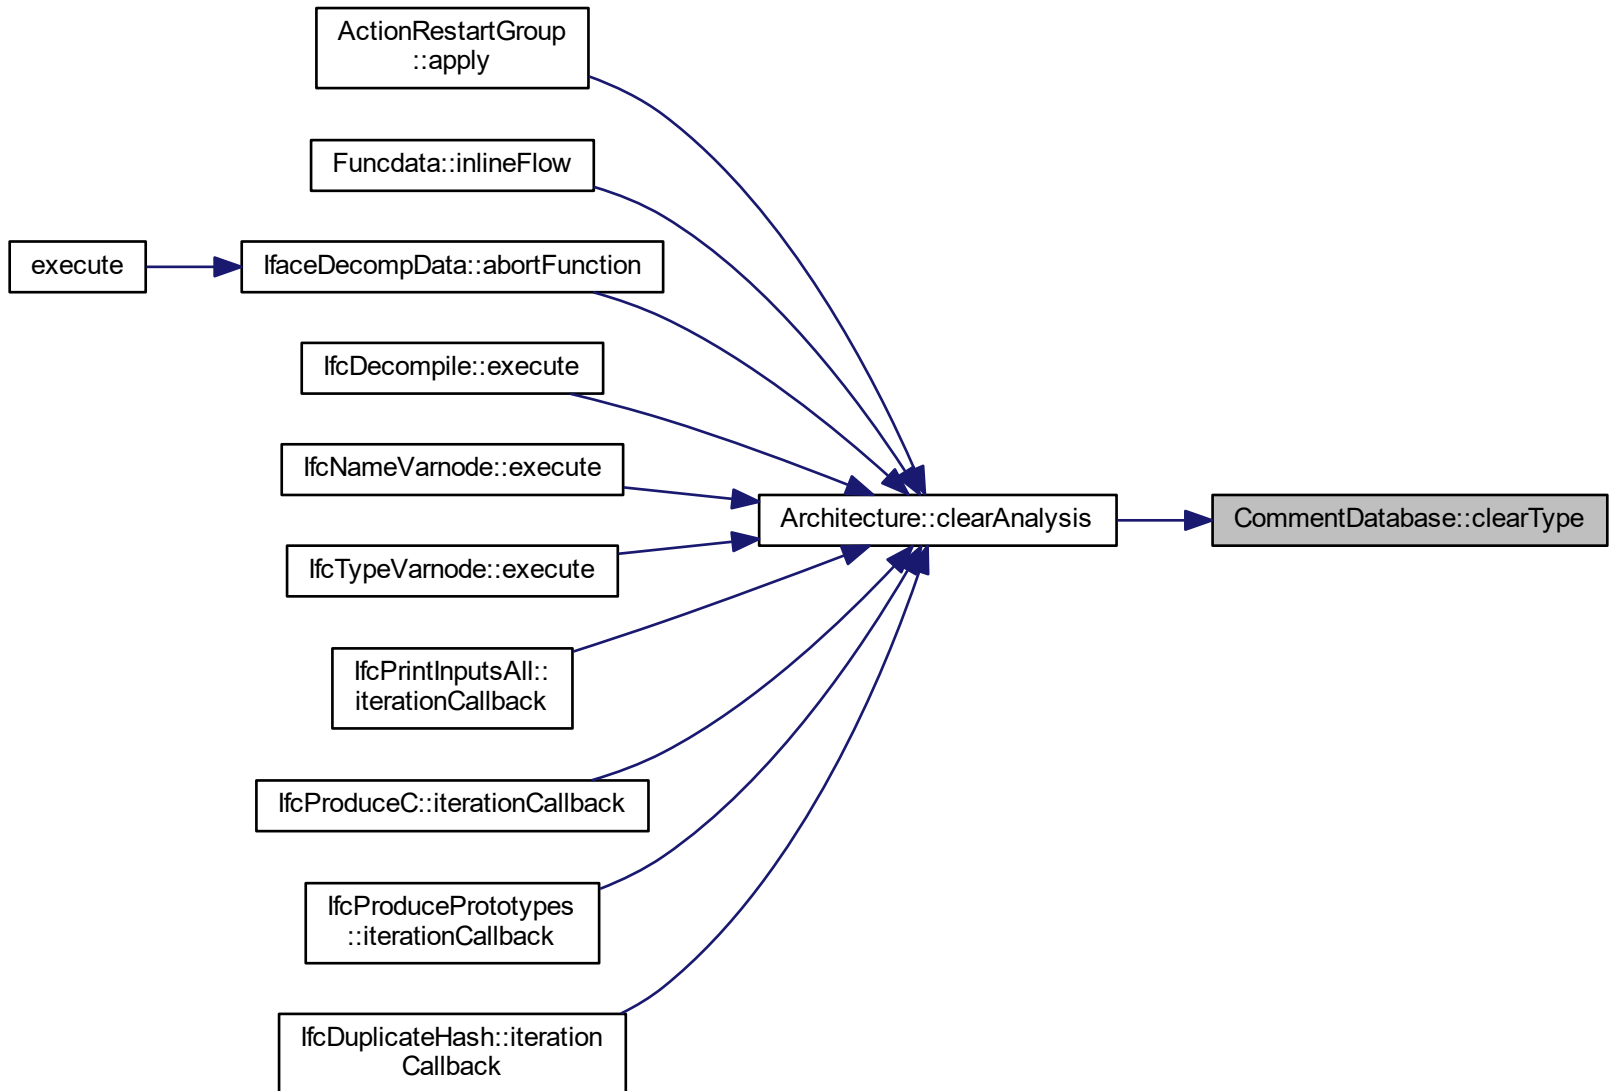 ActionRestartGroup
::apply
Funcdata::inlineFlow
execute
IfaceDecompData::abortFunction
IfcDecompile::execute
IfcNameVarnode::execute
Architecture::clearAnalysis
CommentDatabase::clearType
IfcTypeVarnode::execute
IfcPrintInputsAll::
iterationCallback
IfcProduceC::iterationCallback
IfcProducePrototypes
::iterationCallback
IfcDuplicateHash::iteration
Callback